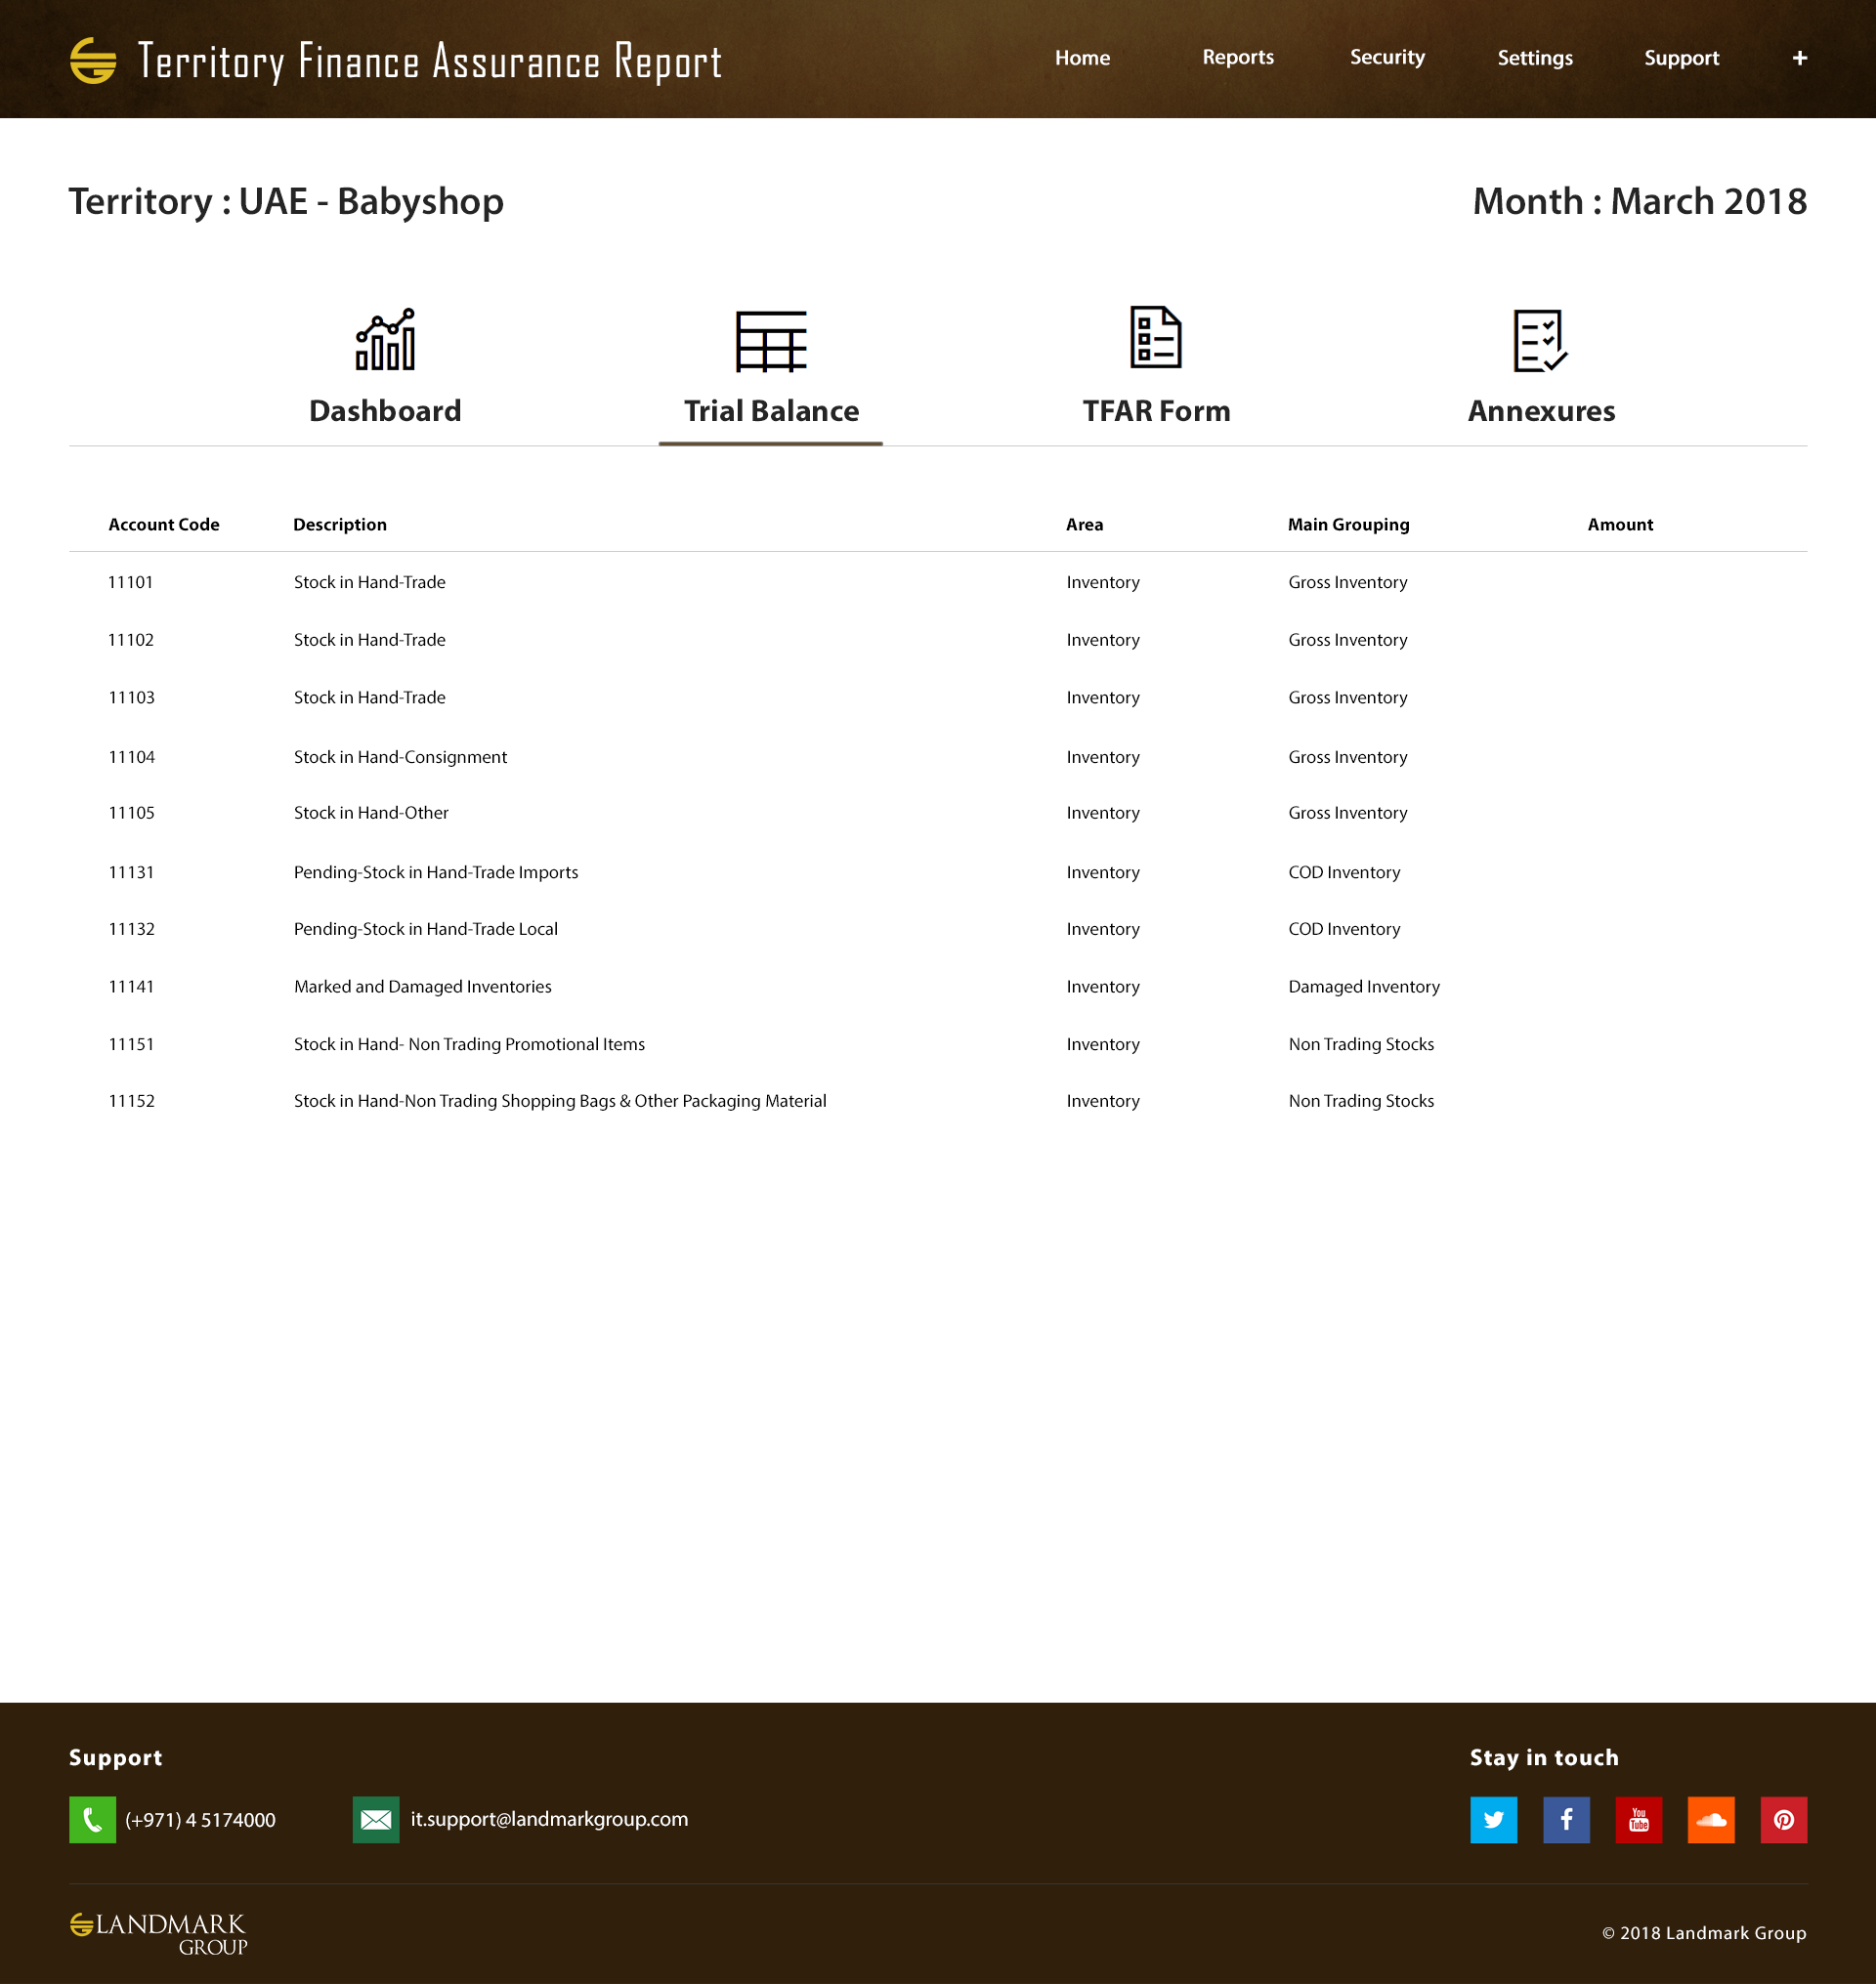 Territory Finance Assurance Report
Home Reports Security Settings Support +
Territory : UAE - Babyshop Month : March 2018
Dashboard Trial Balance TFAR Form Annexures
Account Code Description Area Main Grouping Amount
11101 Stock in Hand-Trade Inventory Gross Inventory
11102 Stock in Hand-Trade Inventory Gross Inventory
11103 Stock in Hand-Trade Inventory Gross Inventory
11104 Stock in Hand-Consignment Inventory Gross Inventory
11105 Stock in Hand-Other Inventory Gross Inventory
11131 Pending-Stock in Hand-Trade Imports Inventory COD Inventory
11132 Pending-Stock in Hand-Trade Local Inventory COD Inventory
11141 Marked and Damaged Inventories Inventory Damaged Inventory
11151 Stock in Hand- Non Trading Promotional Items Inventory Non Trading Stocks
11152 Stock in Hand-Non Trading Shopping Bags & Other Packaging Material Inventory Non Trading Stocks
Support Stay in touch
(+971) 4 5174000 it.support@landmarkgroup.com You Tube
LANDMARK
GROUP
© 2018 Landmark Group